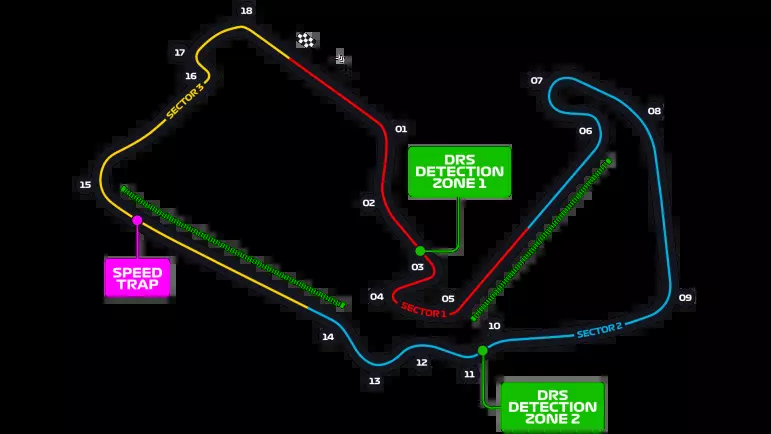 18
17
16
SECTOR 3
15
SPEED
TRAP
01
02
DRS
DETECTION
ZONE 1
03
04
05
SECTOR 1
07
06
08
09
10
SECTOR 2
14
13
12
11
DRS
DETECTION
ZONE 2